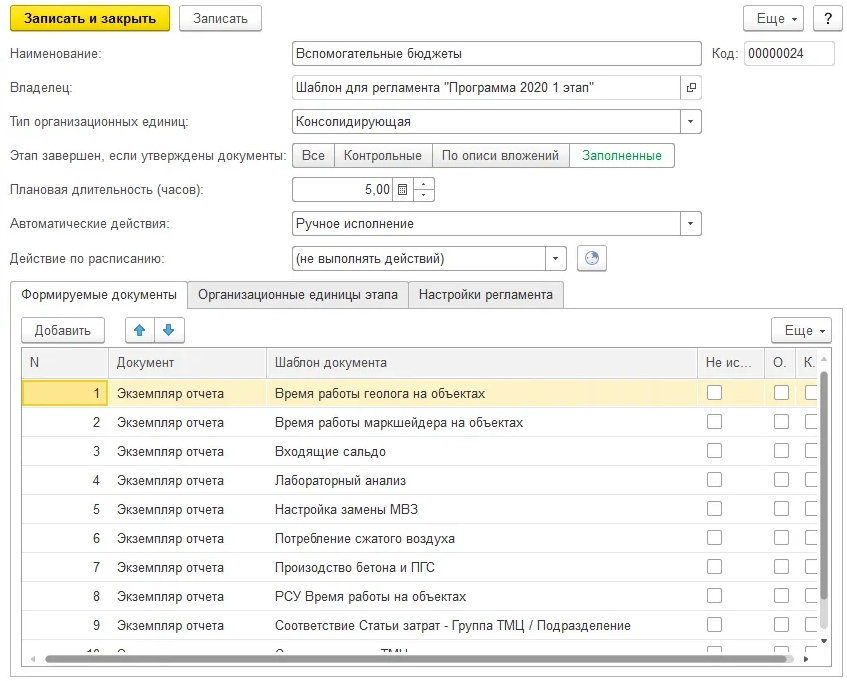 Записать и закрыть Записать Еще ?
Наименование: Вспомогательные бюджеты Код: 00000024
Владелец: Шаблон для регламента "Программа 2020 1 этап"
Тип организационных единиц: Консолидирующая
Этап завершен, если утверждены документы: Все Контрольные По описи вложений Заполненные
Плановая длительность (часов): 5,00
Автоматические действия: Ручное исполнение
Действие по расписанию: (не выполнять действий)
Формируемые документы Организационные единицы этапа Настройки регламента
Добавить Еще
N Документ Шаблон документа Не ис... О. К.
1 Экземпляр отчета Время работы геолога на объектах
2 Экземпляр отчета Время работы маркшейдера на объектах
3 Экземпляр отчета Входящие сальдо
4 Экземпляр отчета Лабораторный анализ
5 Экземпляр отчета Настройка замены МВЗ
6 Экземпляр отчета Потребление сжатого воздуха
7 Экземпляр отчета Произодство бетона и ПГС
8 Экземпляр отчета РСУ Время работы на объектах
9 Экземпляр отчета Соответствие Статьи затрат - Группа ТМЦ / Подразделение